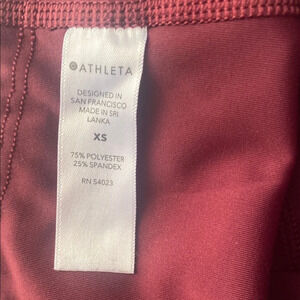 ATHLETA
DESIGNED IN
SAN FRANCISCO
MADE IN SRI
LANKA
XS
75% POLYESTER
25% SPANDEX
RN 54023